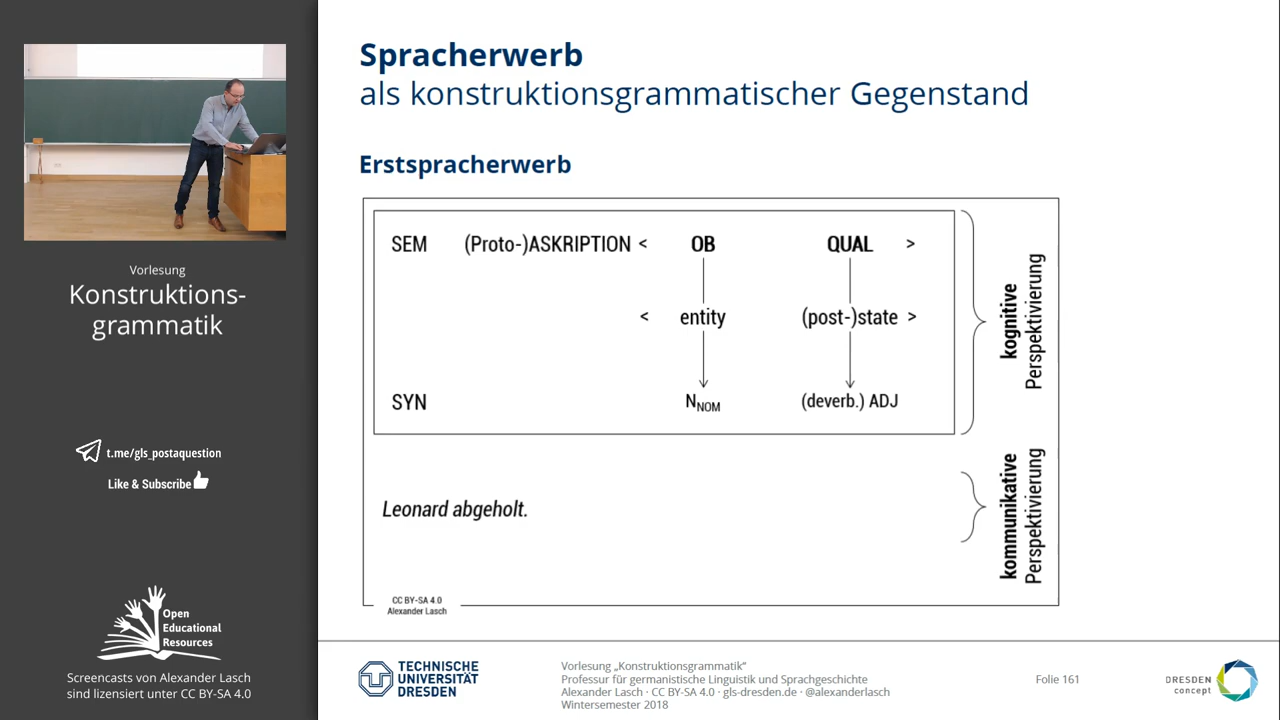 Vorlesung
Konstruktions-
grammatik
t.me/gls_postaquestion
Like & Subscribe
Open
Educational
Resources
Screencasts von Alexander Lasch
sind lizensiert unter CC BY-SA 4.0
Spracherwerb
als konstruktionsgrammatischer Gegenstand
Erstspracherwerb
SEM (Proto-)ASKRIPTION < OB QUAL >
< entity (post-)state >
SYN N NOM (deverb.) ADJ
kognitive
Perspektivierung
Leonard abgeholt.
kommunikative
Perspektivierung
CC BY-SA 4.0
Alexander Lasch
TECHNISCHE
UNIVERSITÄT
DRESDEN
Vorlesung „Konstruktionsgrammatik“
Professur für germanistische Linguistik und Sprachgeschichte
Alexander Lasch · CC BY-SA 4.0 · gls-dresden.de · @alexanderlasch
Wintersemester 2018
Folie 161
DRESDEN
concept